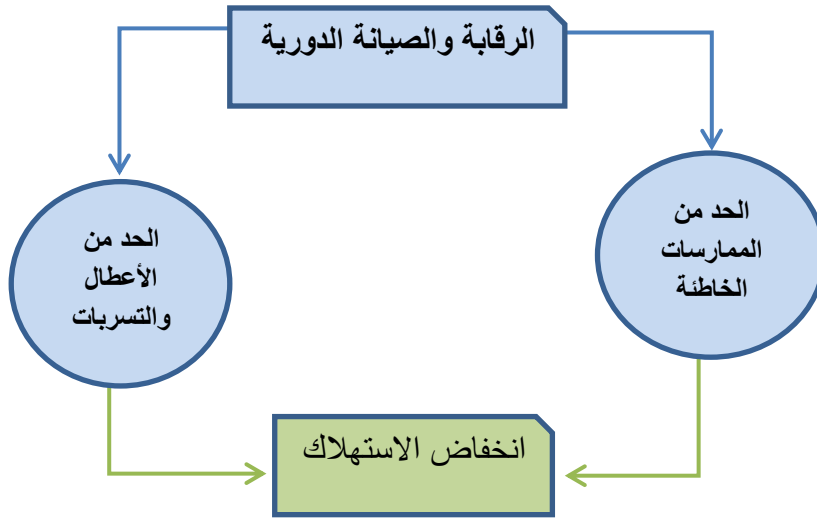 الرقابة والصيانة الدورية
الحد من
الممارسات
الخاطئة
الحد من
الأعطال
والتسربات
انخفاض الاستهلاك